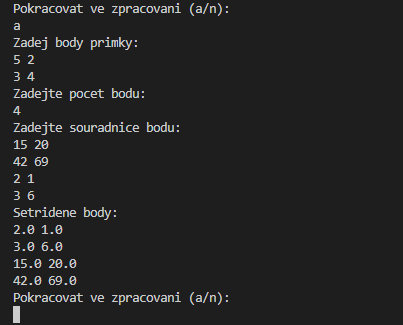 Pokracovat ve zpracovani (a/n):
a
Zadej body primky:
5 2
3 4
Zadejte pocet bodu:
4
Zadejte souradnice bodu:
15 20
42 69
2 1
3 6
Setridene body:
2.0 1.0
3.0 6.0
15.0 20.0
42.0 69.0
Pokracovat ve zpracovani (a/n):